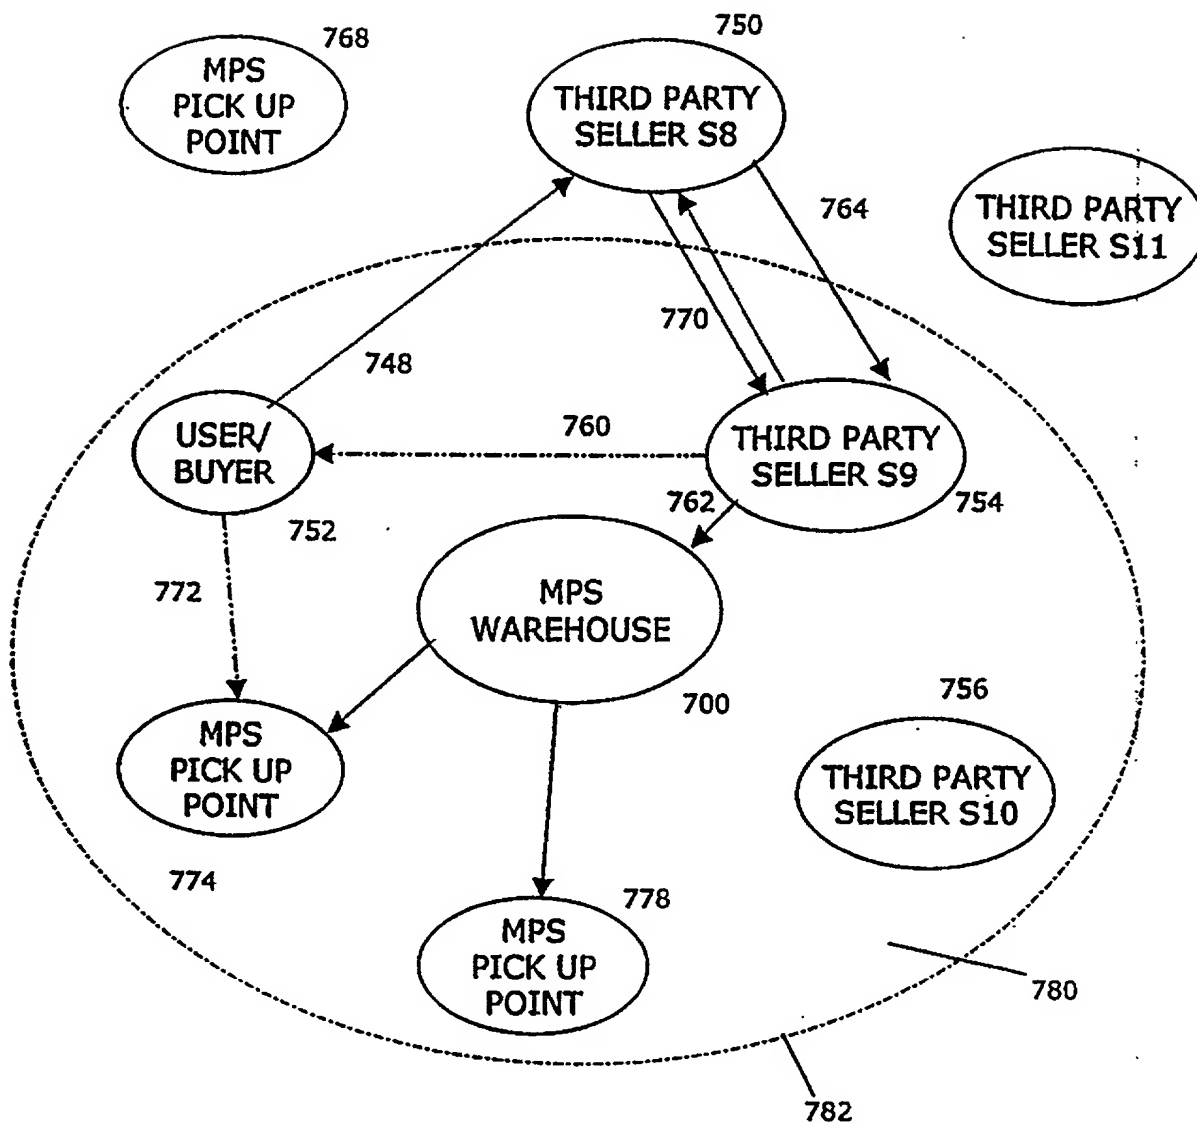 768
MPS
PICK UP
POINT
750
THIRD PARTY
SELLER S8
764
THIRD PARTY
SELLER S11
770
748
USER/
BUYER
752
760
THIRD PARTY
SELLER S9
754
762
772
MPS
WAREHOUSE
700
756
THIRD PARTY
SELLER S10
MPS
PICK UP
POINT
774
778
MPS
PICK UP
POINT
780
782